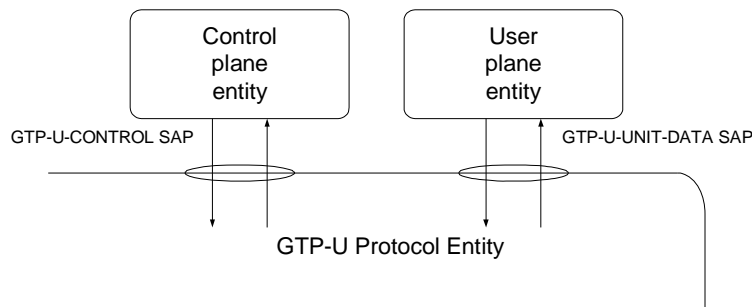 Control
plane
entity
User
plane
entity
GTP-U-CONTROL SAP
GTP-U-UNIT-DATA SAP
GTP-U Protocol Entity